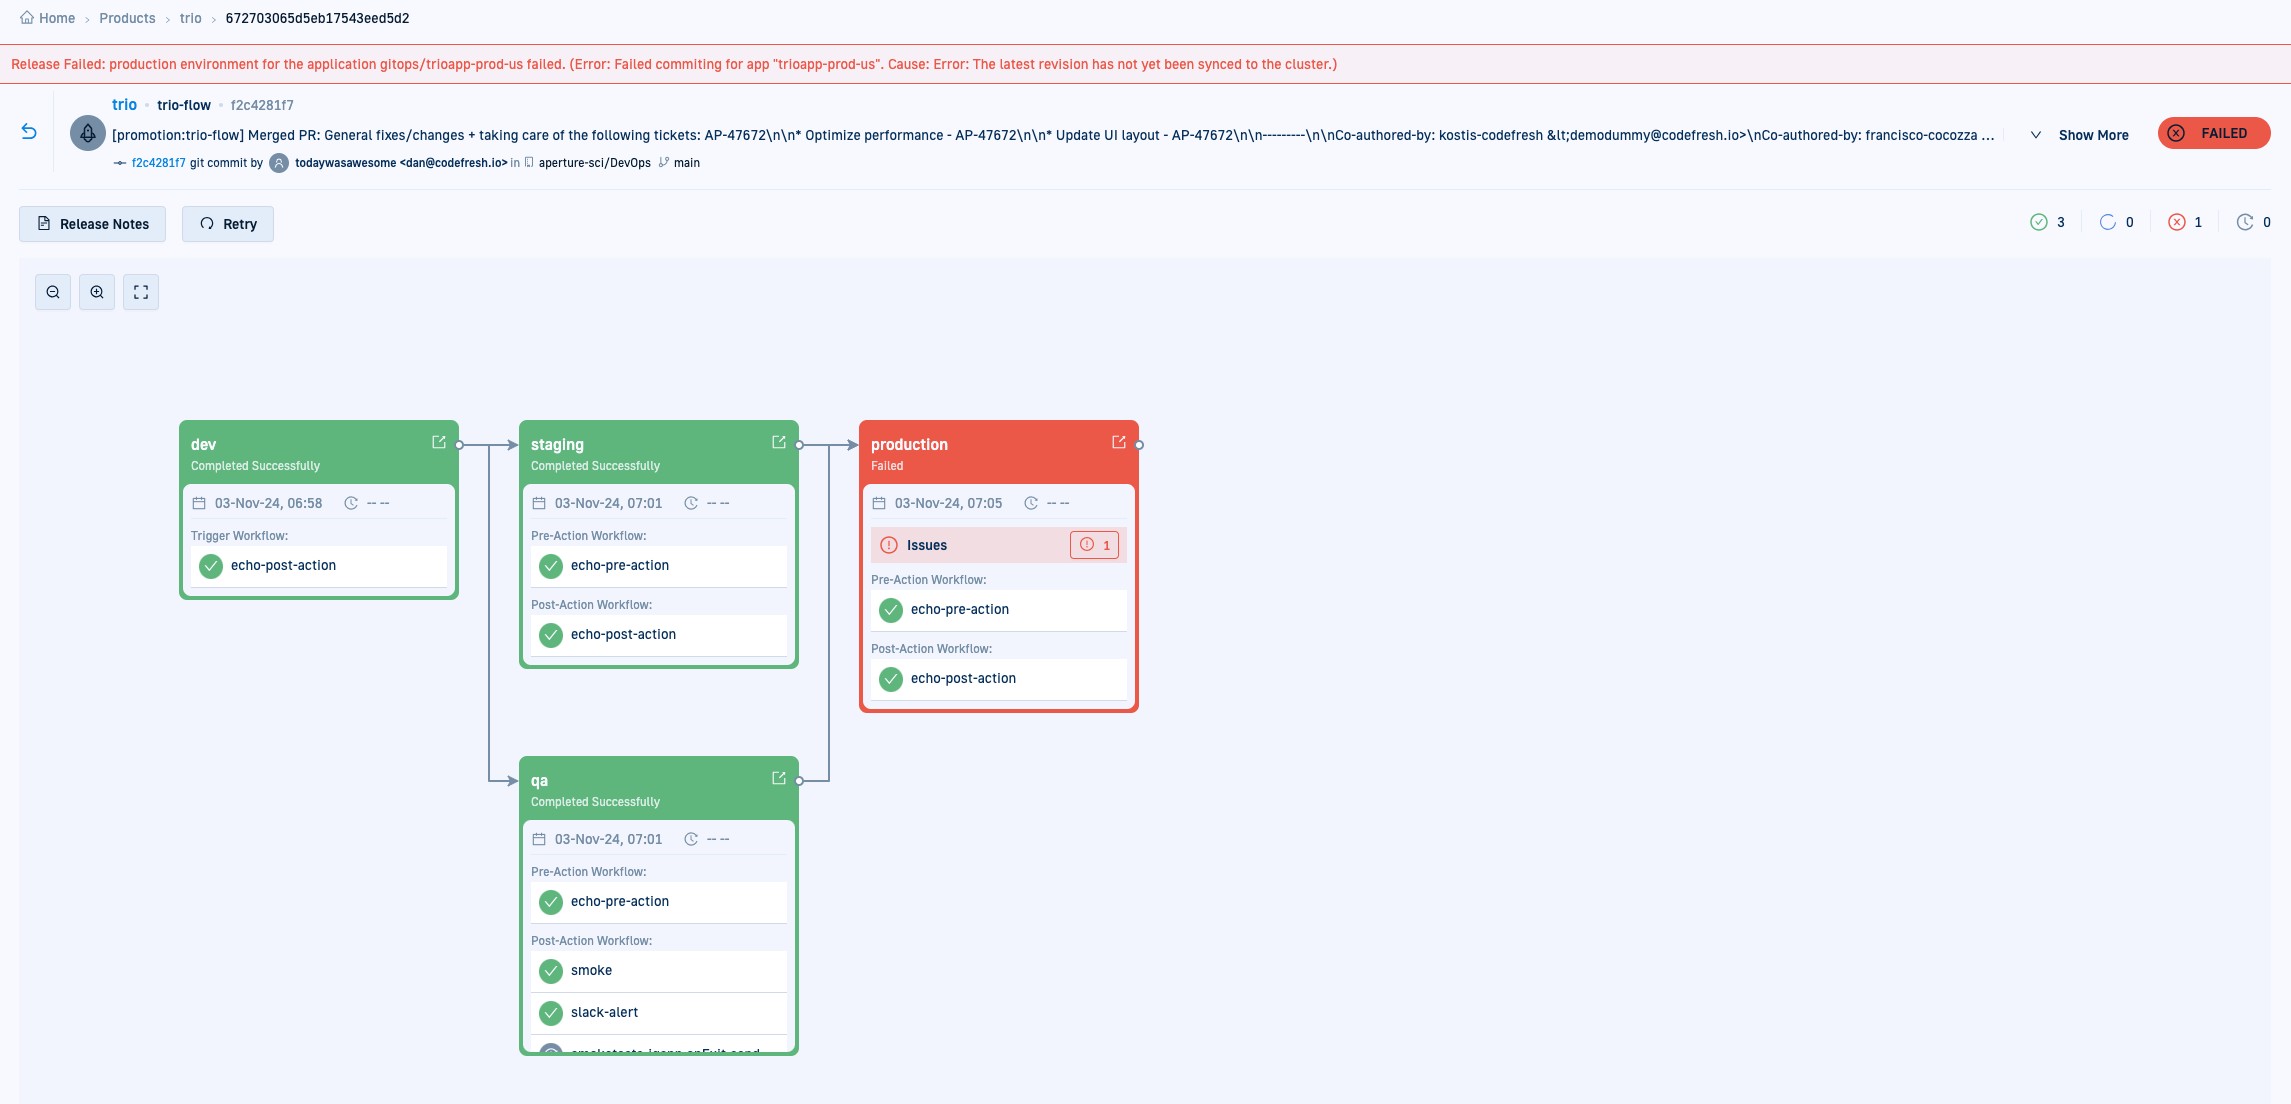 Home › Products › trio › 672703065d5eb17543eed5d2
Release Failed: production environment for the application gitops/trioapp-prod-us failed. (Error: Failed commiting for app "trioapp-prod-us". Cause: Error: The latest revision has not yet been synced to the cluster.)
trio • trio-flow • f2c4281f7
[promotion:trio-flow] Merged PR: General fixes/changes + taking care of the following tickets: AP-47672\n\n* Optimize performance - AP-47672\n\n* Update UI layout - AP-47672\n\n---------\n\nCo-authored-by: kostis-codefresh &lt;demodummy@codefresh.io>\nCo-authored-by: francisco-cocozza ...
Show More
FAILED
f2c4281f7 git commit by todaywasawesome <dan@codefresh.io> in aperture-sci/DevOps main
Release Notes
Retry
3
0
1
0
dev
Completed Successfully
03-Nov-24, 06:58 -- --
Trigger Workflow:
echo-post-action
staging
Completed Successfully
03-Nov-24, 07:01 -- --
Pre-Action Workflow:
echo-pre-action
Post-Action Workflow:
echo-post-action
production
Failed
03-Nov-24, 07:05 -- --
Issues 1
Pre-Action Workflow:
echo-pre-action
Post-Action Workflow:
echo-post-action
qa
Completed Successfully
03-Nov-24, 07:01 -- --
Pre-Action Workflow:
echo-pre-action
Post-Action Workflow:
smoke
slack-alert